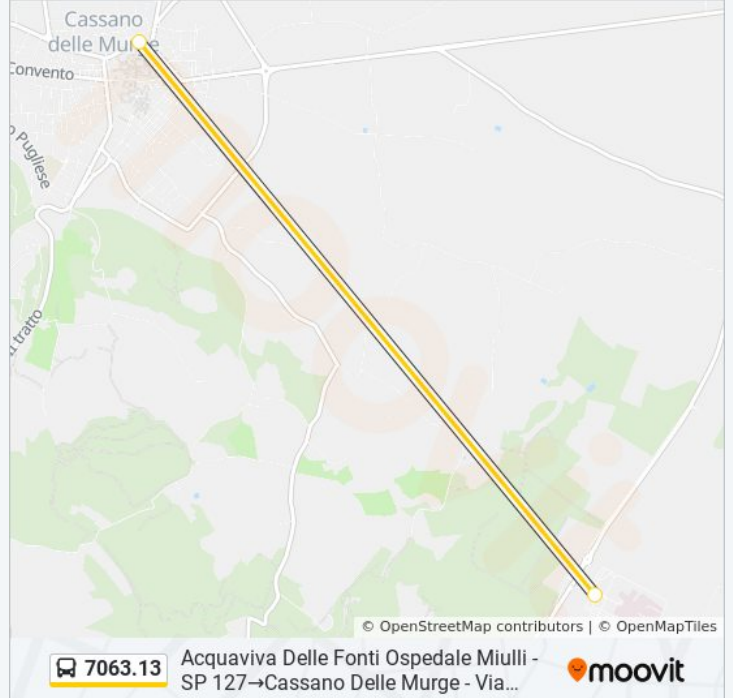 Cassano
delle Murge
Convento
o Pugliese
tratto
© OpenStreetMap contributors | © OpenMapTiles
7063.13
Acquaviva Delle Fonti Ospedale Miulli -
SP 127→Cassano Delle Murge - Via...
moovit